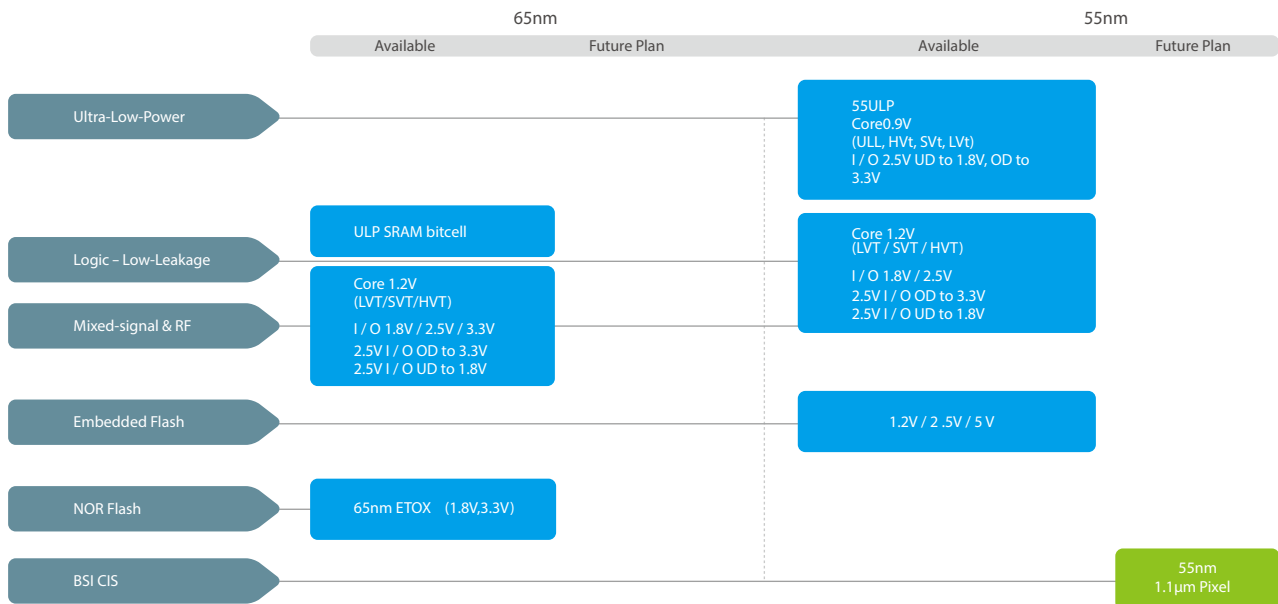 65nm
55nm
Available
Future Plan
Available
Future Plan
Ultra-Low-Power
55ULP
Core0.9V
(ULL, HVt, SVt, LVt)
I / O 2.5V UD to 1.8V, OD to
3.3V
ULP SRAM bitcell
Logic – Low-Leakage
Core 1.2V
(LVT / SVT / HVT)
I / O 1.8V / 2.5V
2.5V I / O OD to 3.3V
2.5V I / O UD to 1.8V
Mixed-signal & RF
Core 1.2V
(LVT/SVT/HVT)
I / O 1.8V / 2.5V / 3.3V
2.5V I / O OD to 3.3V
2.5V I / O UD to 1.8V
Embedded Flash
1.2V / 2 .5V / 5 V
NOR Flash
65nm ETOX (1.8V,3.3V)
BSI CIS
55nm
1.1µm Pixel